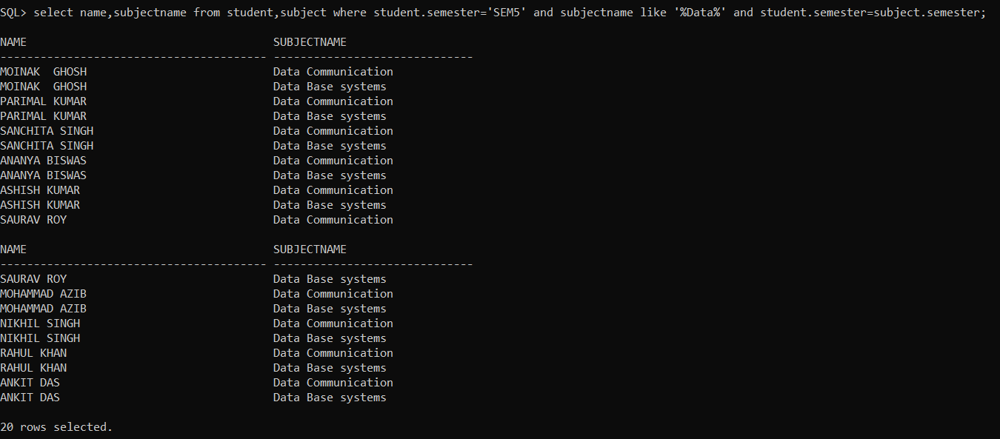 SQL> select name,subjectname from student,subject where student.semester='SEM5' and subjectname like '%Data%' and student.semester=subject.semester;
NAME                                     SUBJECTNAME
---------------------------------------- ------------------------------
MOINAK  GHOSH                            Data Communication
MOINAK  GHOSH                            Data Base systems
PARIMAL KUMAR                            Data Communication
PARIMAL KUMAR                            Data Base systems
SANCHITA SINGH                           Data Communication
SANCHITA SINGH                           Data Base systems
ANANYA BISWAS                            Data Communication
ANANYA BISWAS                            Data Base systems
ASHISH KUMAR                             Data Communication
ASHISH KUMAR                             Data Base systems
SAURAV ROY                               Data Communication
NAME                                     SUBJECTNAME
---------------------------------------- ------------------------------
SAURAV ROY                               Data Base systems
MOHAMMAD AZIB                            Data Communication
MOHAMMAD AZIB                            Data Base systems
NIKHIL SINGH                             Data Communication
NIKHIL SINGH                             Data Base systems
RAHUL KHAN                               Data Communication
RAHUL KHAN                               Data Base systems
ANKIT DAS                                Data Communication
ANKIT DAS                                Data Base systems
20 rows selected.